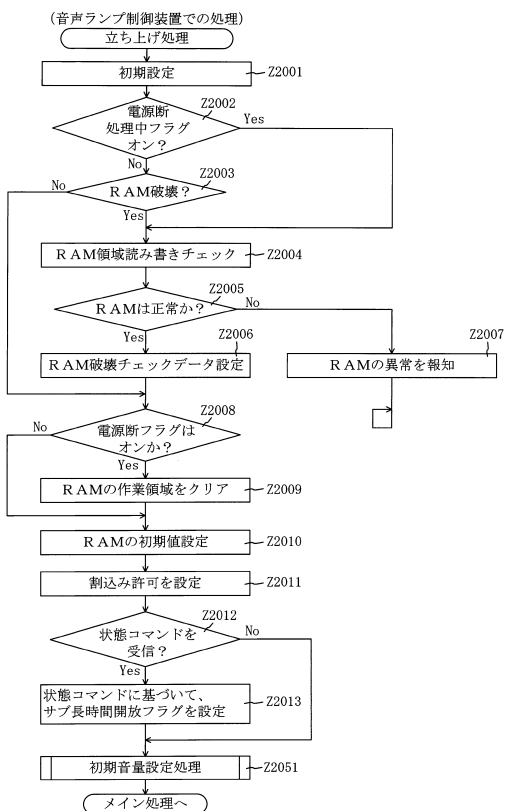 (音声ランプ制御装置での処理)
立ち上げ処理
初期設定
Z2001
Z2002
電源断
処理中フラグ
オン?
Yes
No
Z2003
No
RAM破壊?
Yes
RAM領域読み書きチェック
Z2004
Z2005
RAMは正常か?
No
Yes
Z2006
Z2007
RAM破壊チェックデータ設定
RAMの異常を報知
Z2008
No
電源断フラグは
オンか?
Yes
RAMの作業領域をクリア
Z2009
RAMの初期値設定
Z2010
割込み許可を設定
Z2011
Z2012
状態コマンドを
受信?
No
Yes
状態コマンドに基づいて、
サブ長時間開放フラグを設定
Z2013
初期音量設定処理
Z2051
メイン処理へ